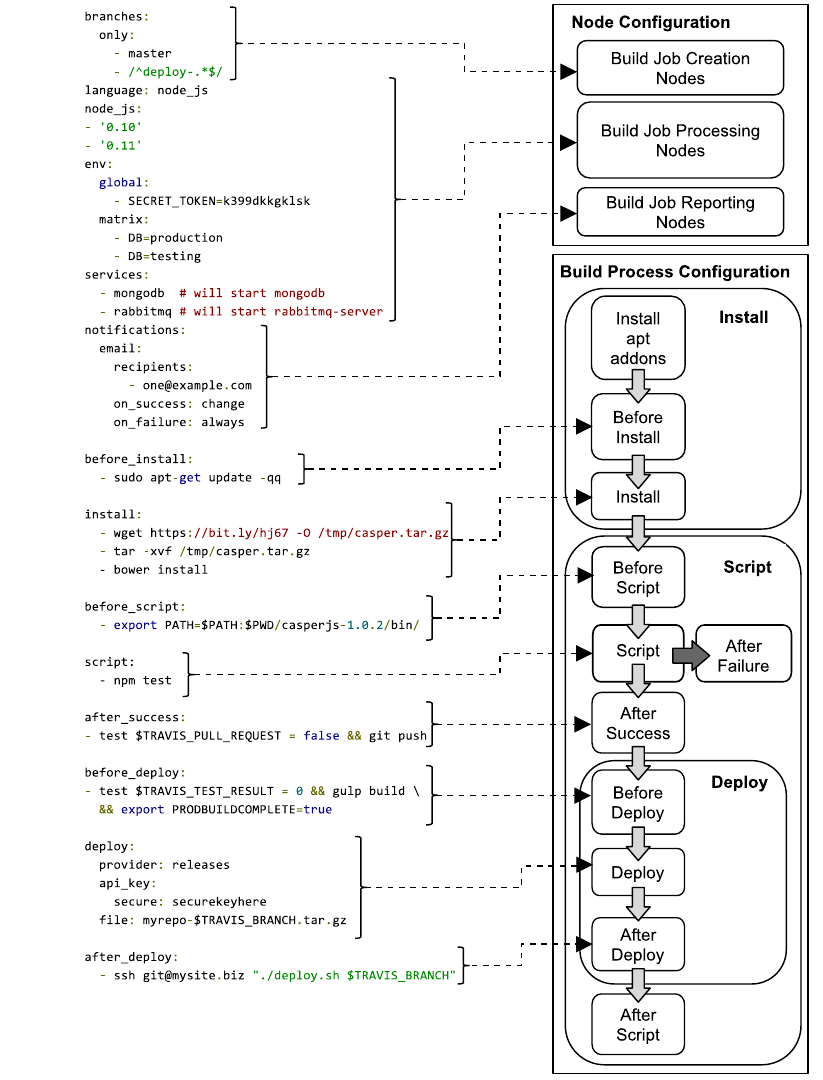 branches:
  only:
    - master
    - /^deploy-.*$/
language: node_js
node_js:
- '0.10'
- '0.11'
env:
  global:
    - SECRET_TOKEN=k399dkkgklsk
  matrix:
    - DB=production
    - DB=testing
services:
  - mongodb  # will start mongodb
  - rabbitmq # will start rabbitmq-server
notifications:
  email:
    recipients:
      - one@example.com
    on_success: change
    on_failure: always
before_install:
  - sudo apt-get update -qq
install:
  - wget https://bit.ly/hj67 -O /tmp/casper.tar.gz
  - tar -xvf /tmp/casper.tar.gz
  - bower install
before_script:
  - export PATH=$PATH:$PWD/casperjs-1.0.2/bin/
script:
  - npm test
after_success:
- test $TRAVIS_PULL_REQUEST = false && git push
before_deploy:
- test $TRAVIS_TEST_RESULT = 0 && gulp build \
  && export PRODBUILDCOMPLETE=true
deploy:
  provider: releases
  api_key:
    secure: securekeyhere
  file: myrepo-$TRAVIS_BRANCH.tar.gz
after_deploy:
  - ssh git@mysite.biz "./deploy.sh $TRAVIS_BRANCH"
Node Configuration
Build Job Creation
Nodes
Build Job Processing
Nodes
Build Job Reporting
Nodes
Build Process Configuration
Install
Install
apt
addons
Before
Install
Install
Script
Before
Script
Script
After
Failure
After
Success
Deploy
Before
Deploy
Deploy
After
Deploy
After
Script